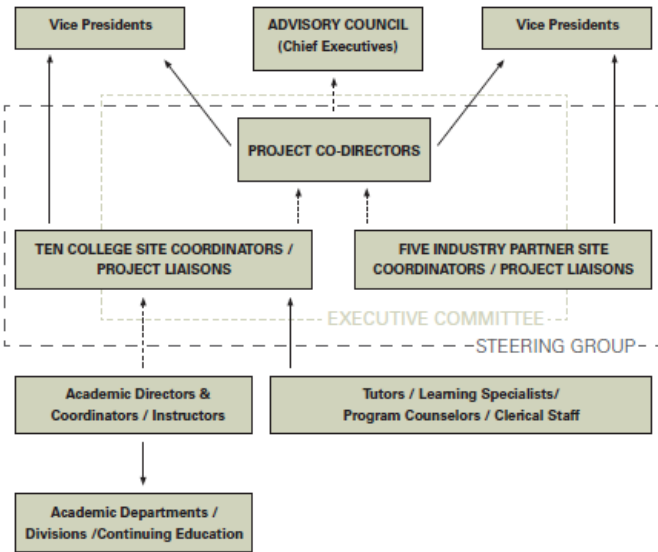 Vice Presidents
ADVISORY COUNCIL
(Chief Executives)
Vice Presidents
PROJECT CO-DIRECTORS
TEN COLLEGE SITE COORDINATORS /
PROJECT LIAISONS
FIVE INDUSTRY PARTNER SITE
COORDINATORS / PROJECT LIAISONS
EXECUTIVE COMMITTEE
STEERING GROUP
Academic Directors &
Coordinators / Instructors
Tutors / Learning Specialists/
Program Counselors / Clerical Staff
Academic Departments /
Divisions /Continuing Education